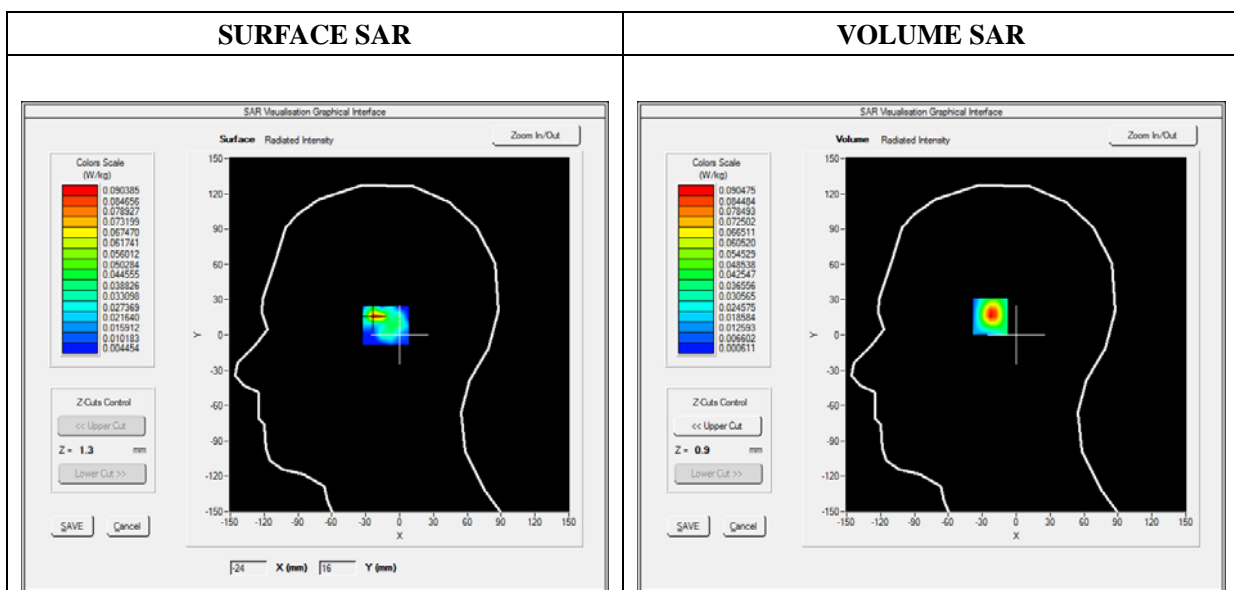 SURFACE SAR
VOLUME SAR
SAR Visualisation Graphical Interface
Surface Radiated Intensity
Zoom In/Out
Colors Scale
(W/kg)
0.090385
0.084656
0.078927
0.073199
0.067470
0.061741
0.056012
0.050284
0.044555
0.038826
0.033098
0.027369
0.021640
0.015912
0.010183
0.004454
Z-Cuts Control
<< Upper Cut
Z = 1.3 mm
Lower Cut >>
SAVE Cancel
150
120
90
60
30
0
-30
-60
-90
-120
-150
Y
-150 -120 -90 -60 -30 0 30 60 90 120 150
X
-24 X (mm) 16 Y (mm)
SAR Visualisation Graphical Interface
Volume Radiated Intensity
Zoom In/Out
Colors Scale
(W/kg)
0.090475
0.084484
0.078493
0.072502
0.066511
0.060520
0.054529
0.048538
0.042547
0.036556
0.030565
0.024575
0.018584
0.012593
0.006602
0.000611
Z-Cuts Control
<< Upper Cut
Z = 0.9 mm
Lower Cut >>
SAVE Cancel
150
120
90
60
30
0
-30
-60
-90
-120
-150
Y
-150 -120 -90 -60 -30 0 30 60 90 120 150
X